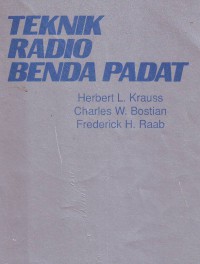 TEKNIK
RADIO
BENDA PADAT
Herbert L. Krauss
Charles W. Bostian
Frederick H. Raab